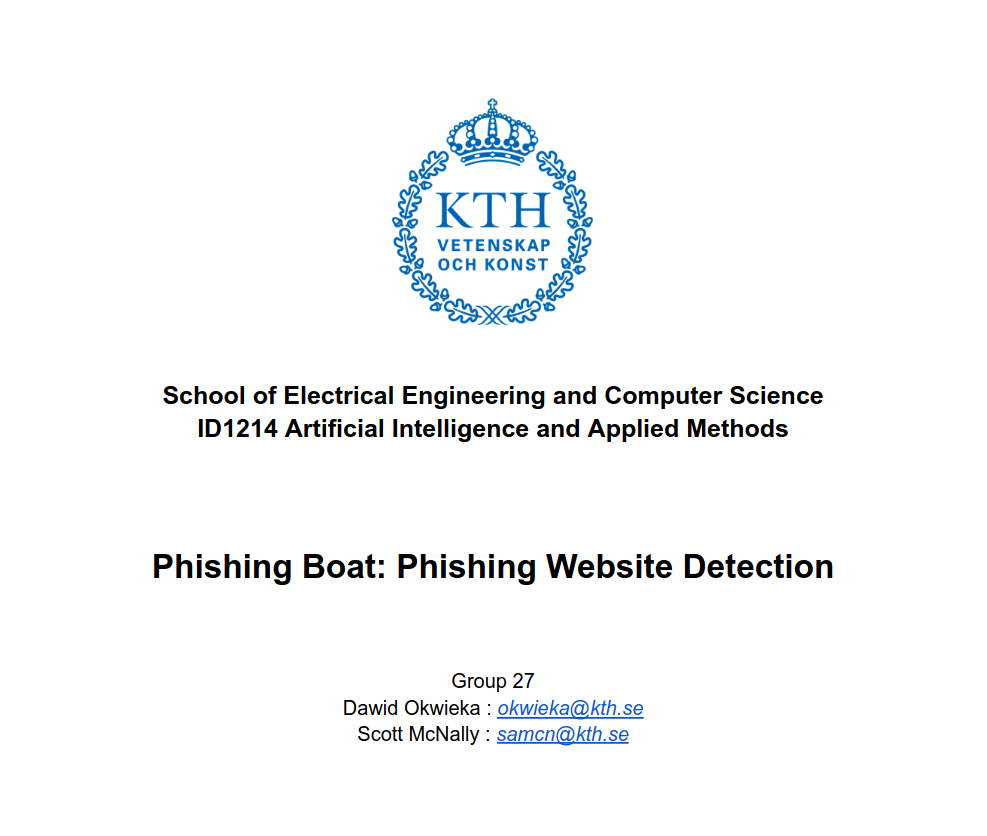 KTH
VETENSKAP
OCH KONST
School of Electrical Engineering and Computer Science
ID1214 Artificial Intelligence and Applied Methods
Phishing Boat: Phishing Website Detection
Group 27
Dawid Okwieka : okwieka@kth.se
Scott McNally : samcn@kth.se